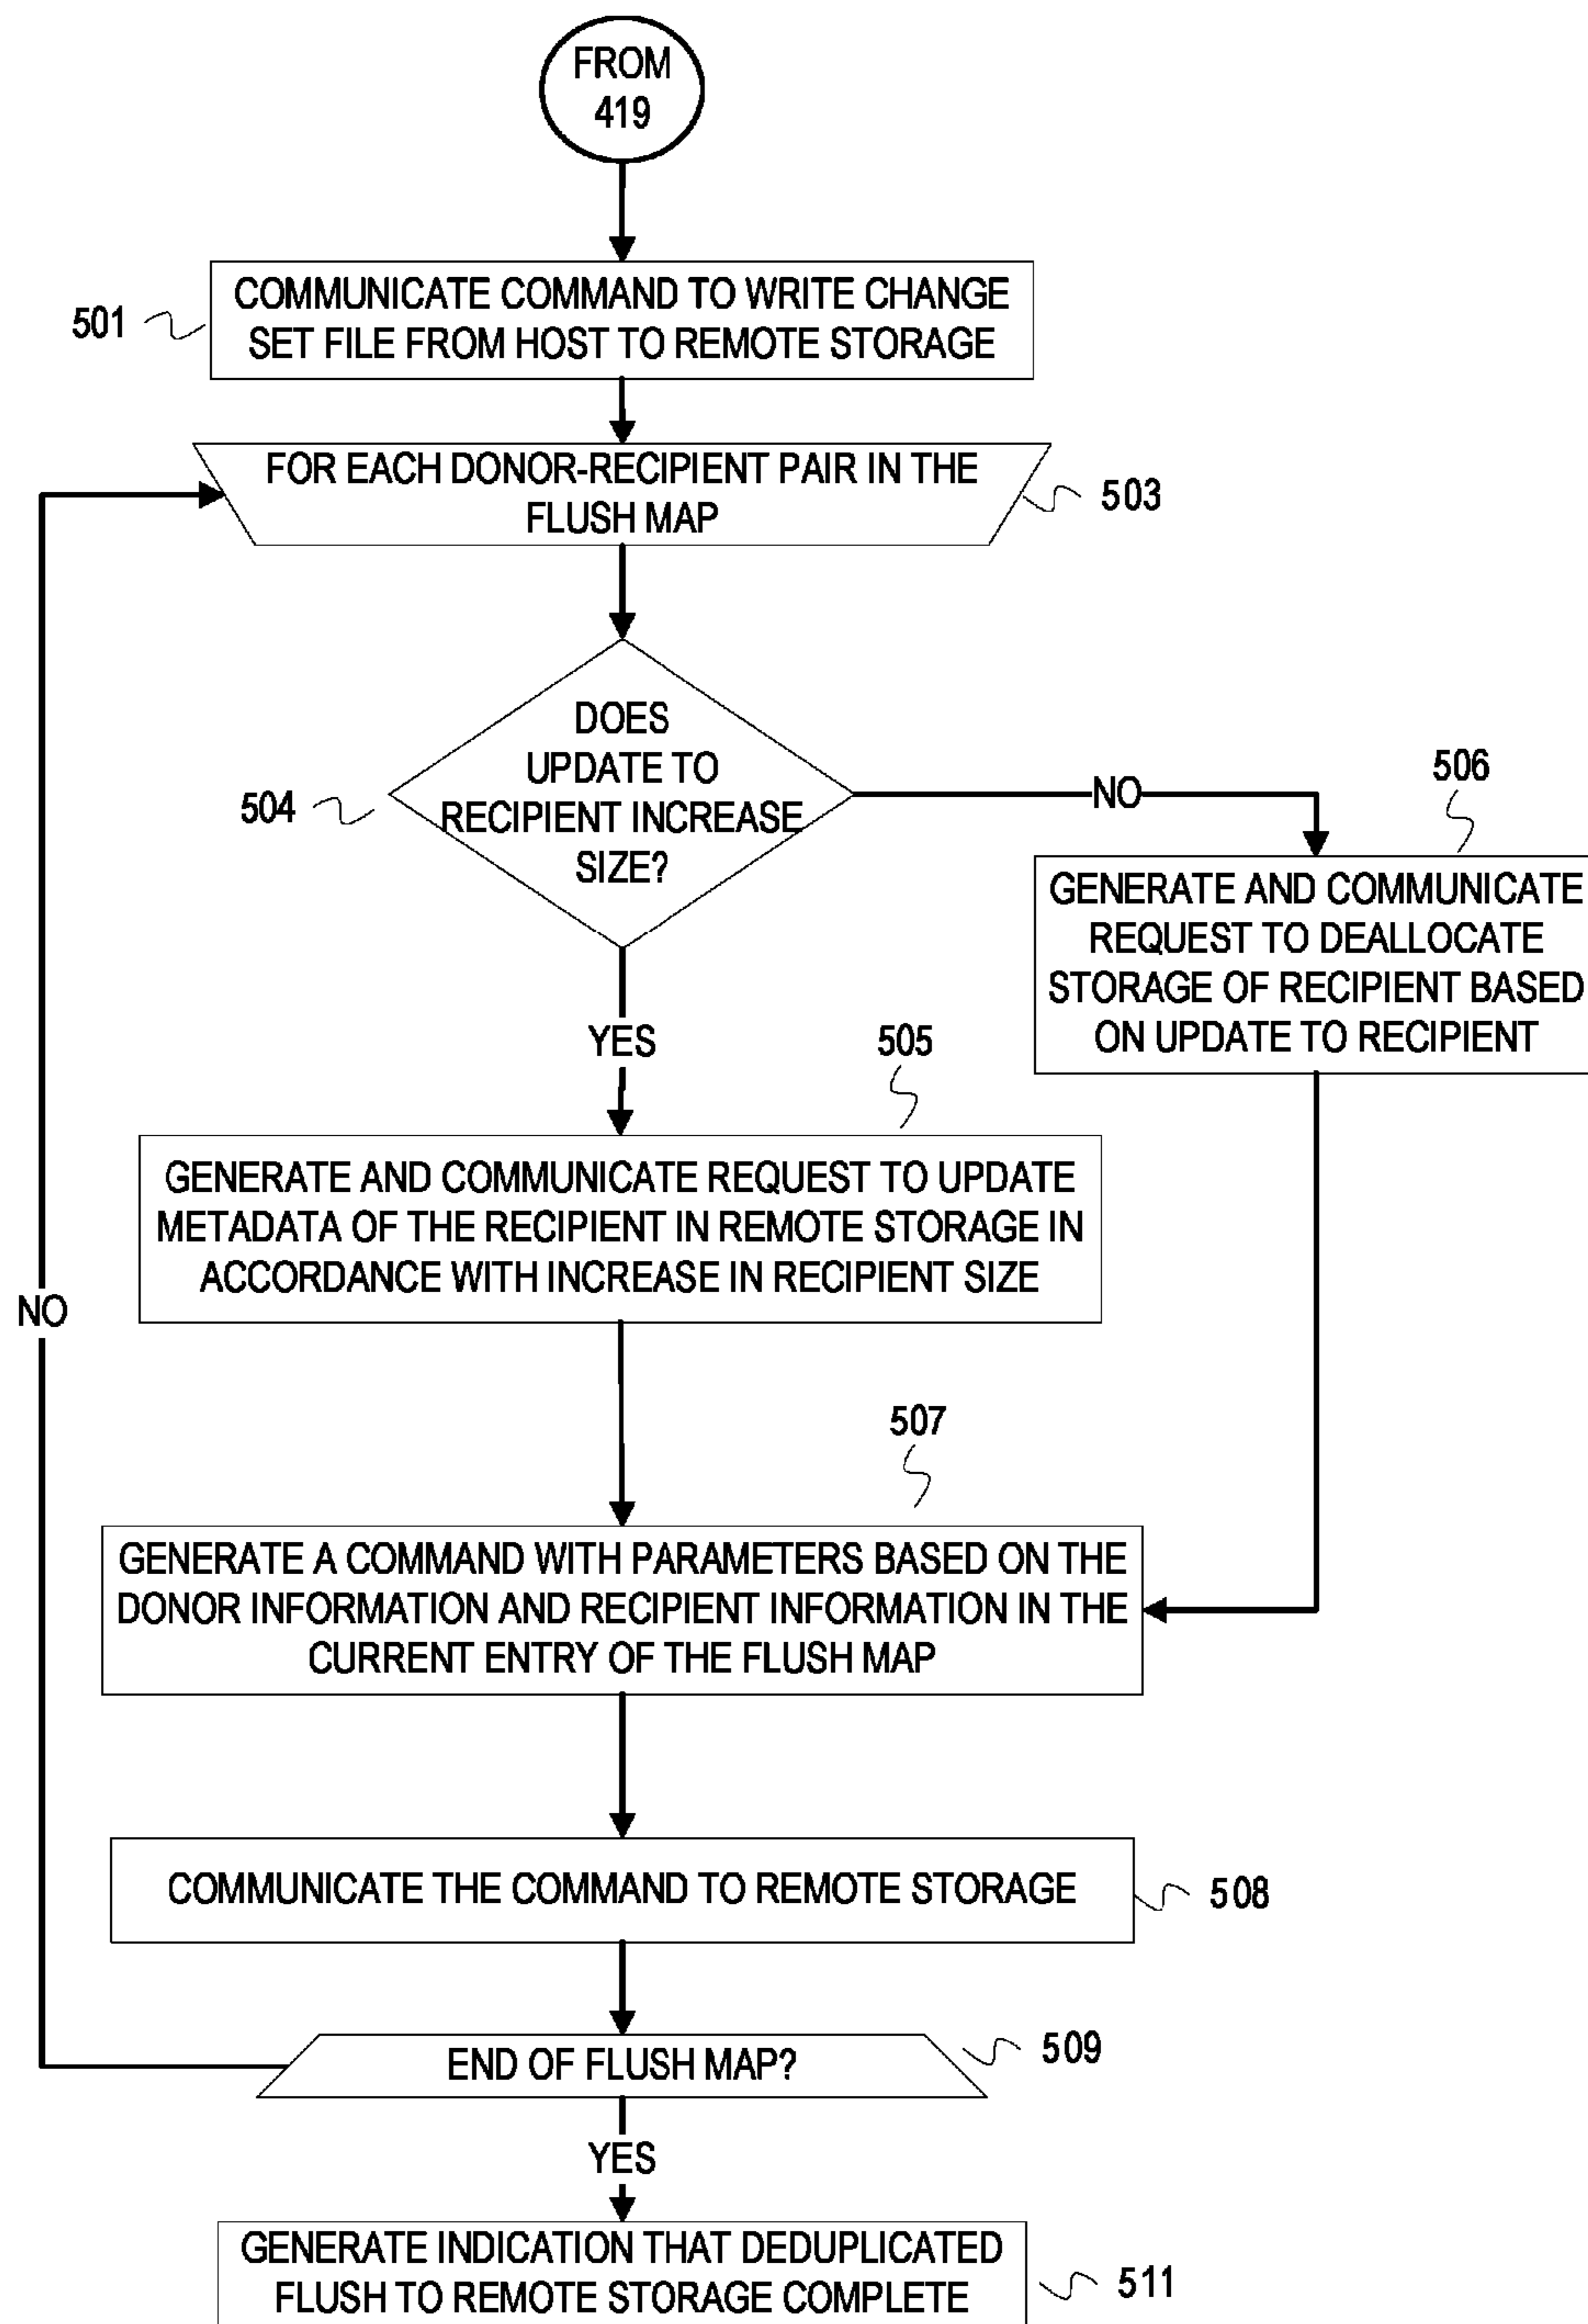 FROM
419
501
COMMUNICATE COMMAND TO WRITE CHANGE
SET FILE FROM HOST TO REMOTE STORAGE
FOR EACH DONOR-RECIPIENT PAIR IN THE
FLUSH MAP
503
504
DOES
UPDATE TO
RECIPIENT INCREASE
SIZE?
NO
506
GENERATE AND COMMUNICATE
REQUEST TO DEALLOCATE
STORAGE OF RECIPIENT BASED
ON UPDATE TO RECIPIENT
YES
505
GENERATE AND COMMUNICATE REQUEST TO UPDATE
METADATA OF THE RECIPIENT IN REMOTE STORAGE IN
ACCORDANCE WITH INCREASE IN RECIPIENT SIZE
NO
507
GENERATE A COMMAND WITH PARAMETERS BASED ON THE
DONOR INFORMATION AND RECIPIENT INFORMATION IN THE
CURRENT ENTRY OF THE FLUSH MAP
COMMUNICATE THE COMMAND TO REMOTE STORAGE
508
END OF FLUSH MAP?
509
YES
GENERATE INDICATION THAT DEDUPLICATED
FLUSH TO REMOTE STORAGE COMPLETE
511